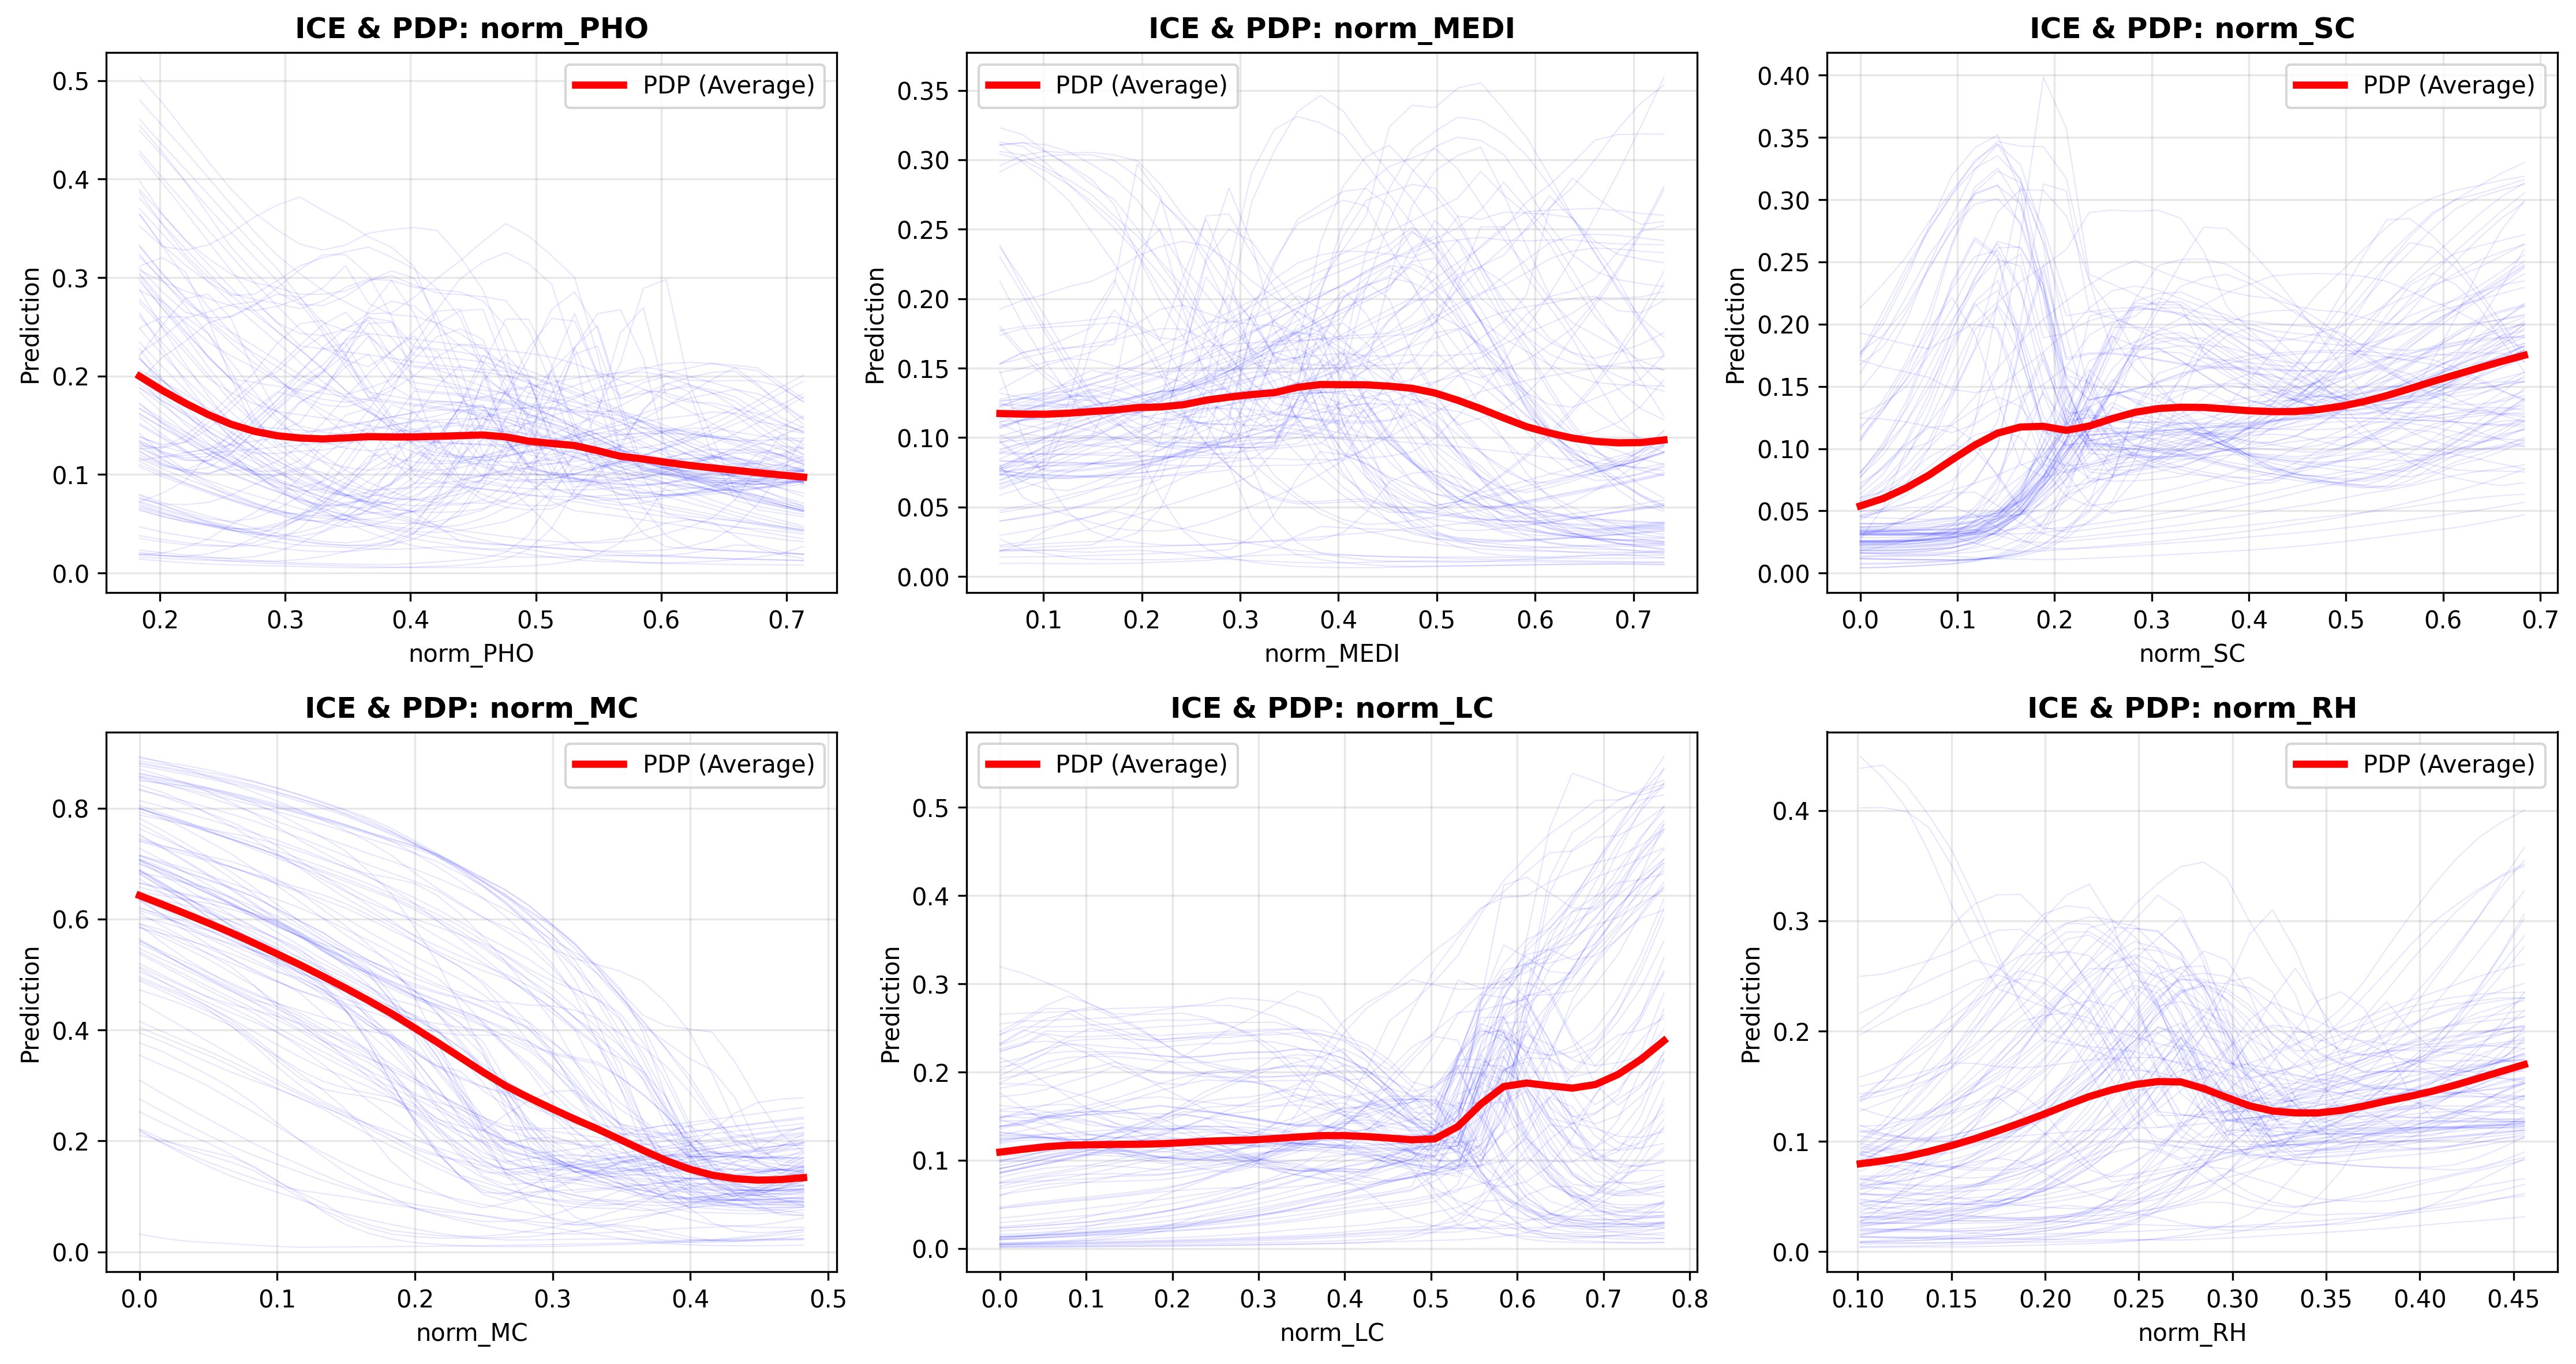 ICE & PDP: norm_PHO
PDP (Average)
Prediction
0.5
0.4
0.3
0.2
0.1
0.0
0.2 0.3 0.4 0.5 0.6 0.7
norm_PHO
ICE & PDP: norm_MEDI
PDP (Average)
Prediction
0.35
0.30
0.25
0.20
0.15
0.10
0.05
0.00
0.1 0.2 0.3 0.4 0.5 0.6 0.7
norm_MEDI
ICE & PDP: norm_SC
PDP (Average)
Prediction
0.40
0.35
0.30
0.25
0.20
0.15
0.10
0.05
0.00
0.0 0.1 0.2 0.3 0.4 0.5 0.6 0.7
norm_SC
ICE & PDP: norm_MC
PDP (Average)
Prediction
0.8
0.6
0.4
0.2
0.0
0.0 0.1 0.2 0.3 0.4 0.5
norm_MC
ICE & PDP: norm_LC
PDP (Average)
Prediction
0.5
0.4
0.3
0.2
0.1
0.0
0.0 0.1 0.2 0.3 0.4 0.5 0.6 0.7 0.8
norm_LC
ICE & PDP: norm_RH
PDP (Average)
Prediction
0.4
0.3
0.2
0.1
0.0
0.10 0.15 0.20 0.25 0.30 0.35 0.40 0.45
norm_RH